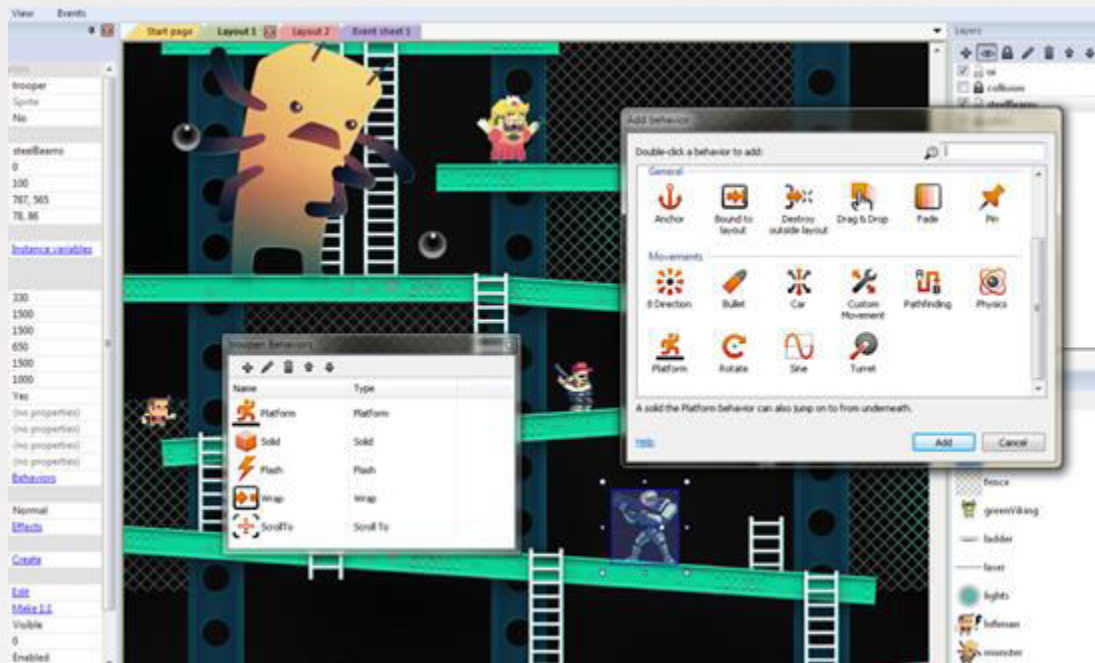 View Events
Start page Layout 1 Layout 2 Event sheet 1
Layers
trooper
Sprite
No
steelBeams
0
100
787, 565
78, 86
Instance variables
330
1500
1500
650
1500
1000
Yes
(no properties)
(no properties)
(no properties)
(no properties)
Behaviors
Normal
Effects
Create
Edit
Make 1:1
Visible
0
Enabled
trooper: Behaviors
Name Type
Platform Platform
Solid Solid
Flash Flash
Wrap Wrap
ScrollTo Scroll To
ui
collision
steelBeams
Add behavior
Double-click a behavior to add:
General
Anchor
Bound to
layout
Destroy
outside layout
Drag & Drop
Fade
Pin
Movements
8 Direction
Bullet
Car
Custom
Movement
Pathfinding
Physics
Platform
Rotate
Sine
Turret
A solid the Platform behavior can also jump on to from underneath.
Help
Add Cancel
fence
greenViking
ladder
laser
lights
monster